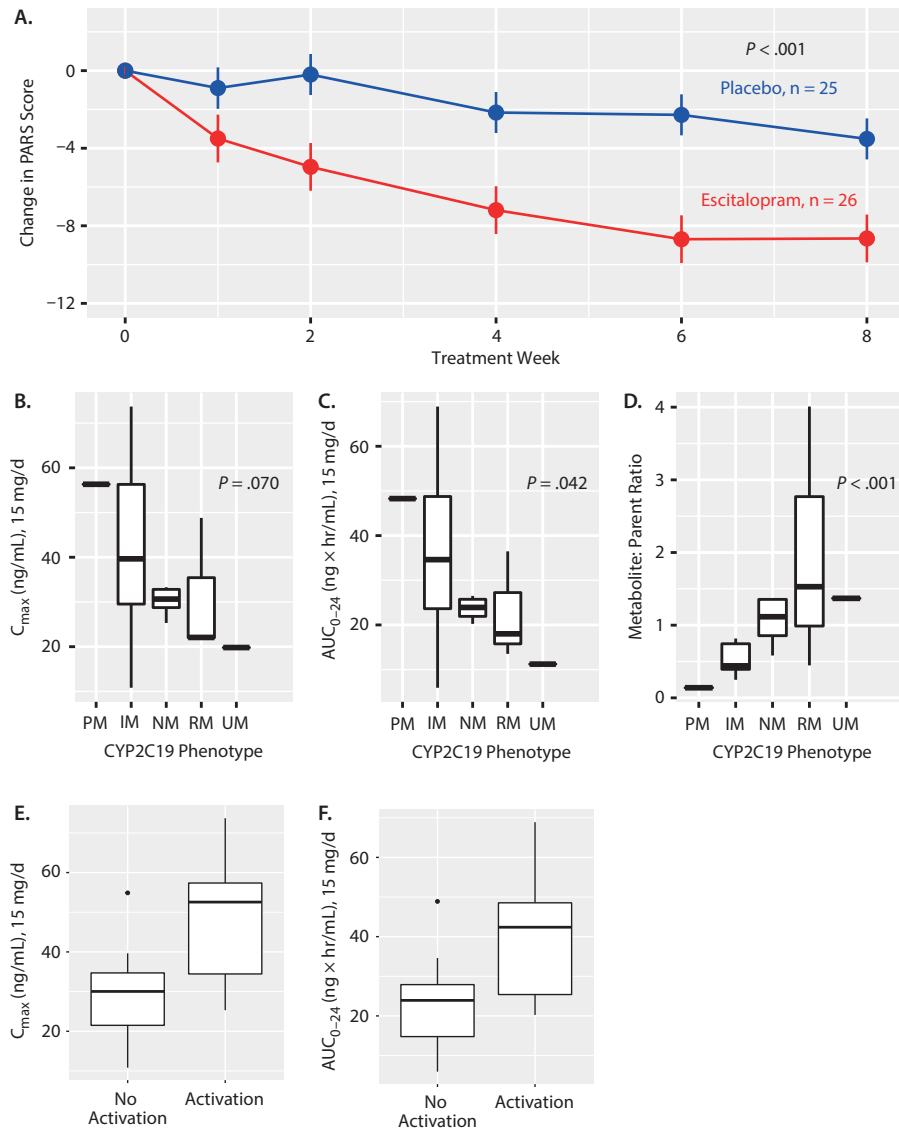 A.
P < .001
Placebo, n = 25
Escitalopram, n = 26
Change in PARS Score
0
−4
−8
−12
0 2 4 6 8
Treatment Week
B.
P = .070
Cmax (ng/mL), 15 mg/d
60
40
20
PM IM NM RM UM
CYP2C19 Phenotype
C.
P = .042
AUC0–24 (ng × hr/mL), 15 mg/d
60
40
20
PM IM NM RM UM
CYP2C19 Phenotype
D.
P < .001
Metabolite: Parent Ratio
4
3
2
1
0
PM IM NM RM UM
CYP2C19 Phenotype
E.
Cmax (ng/mL), 15 mg/d
60
40
20
No
Activation
Activation
F.
AUC0–24 (ng × hr/mL), 15 mg/d
60
40
20
No
Activation
Activation